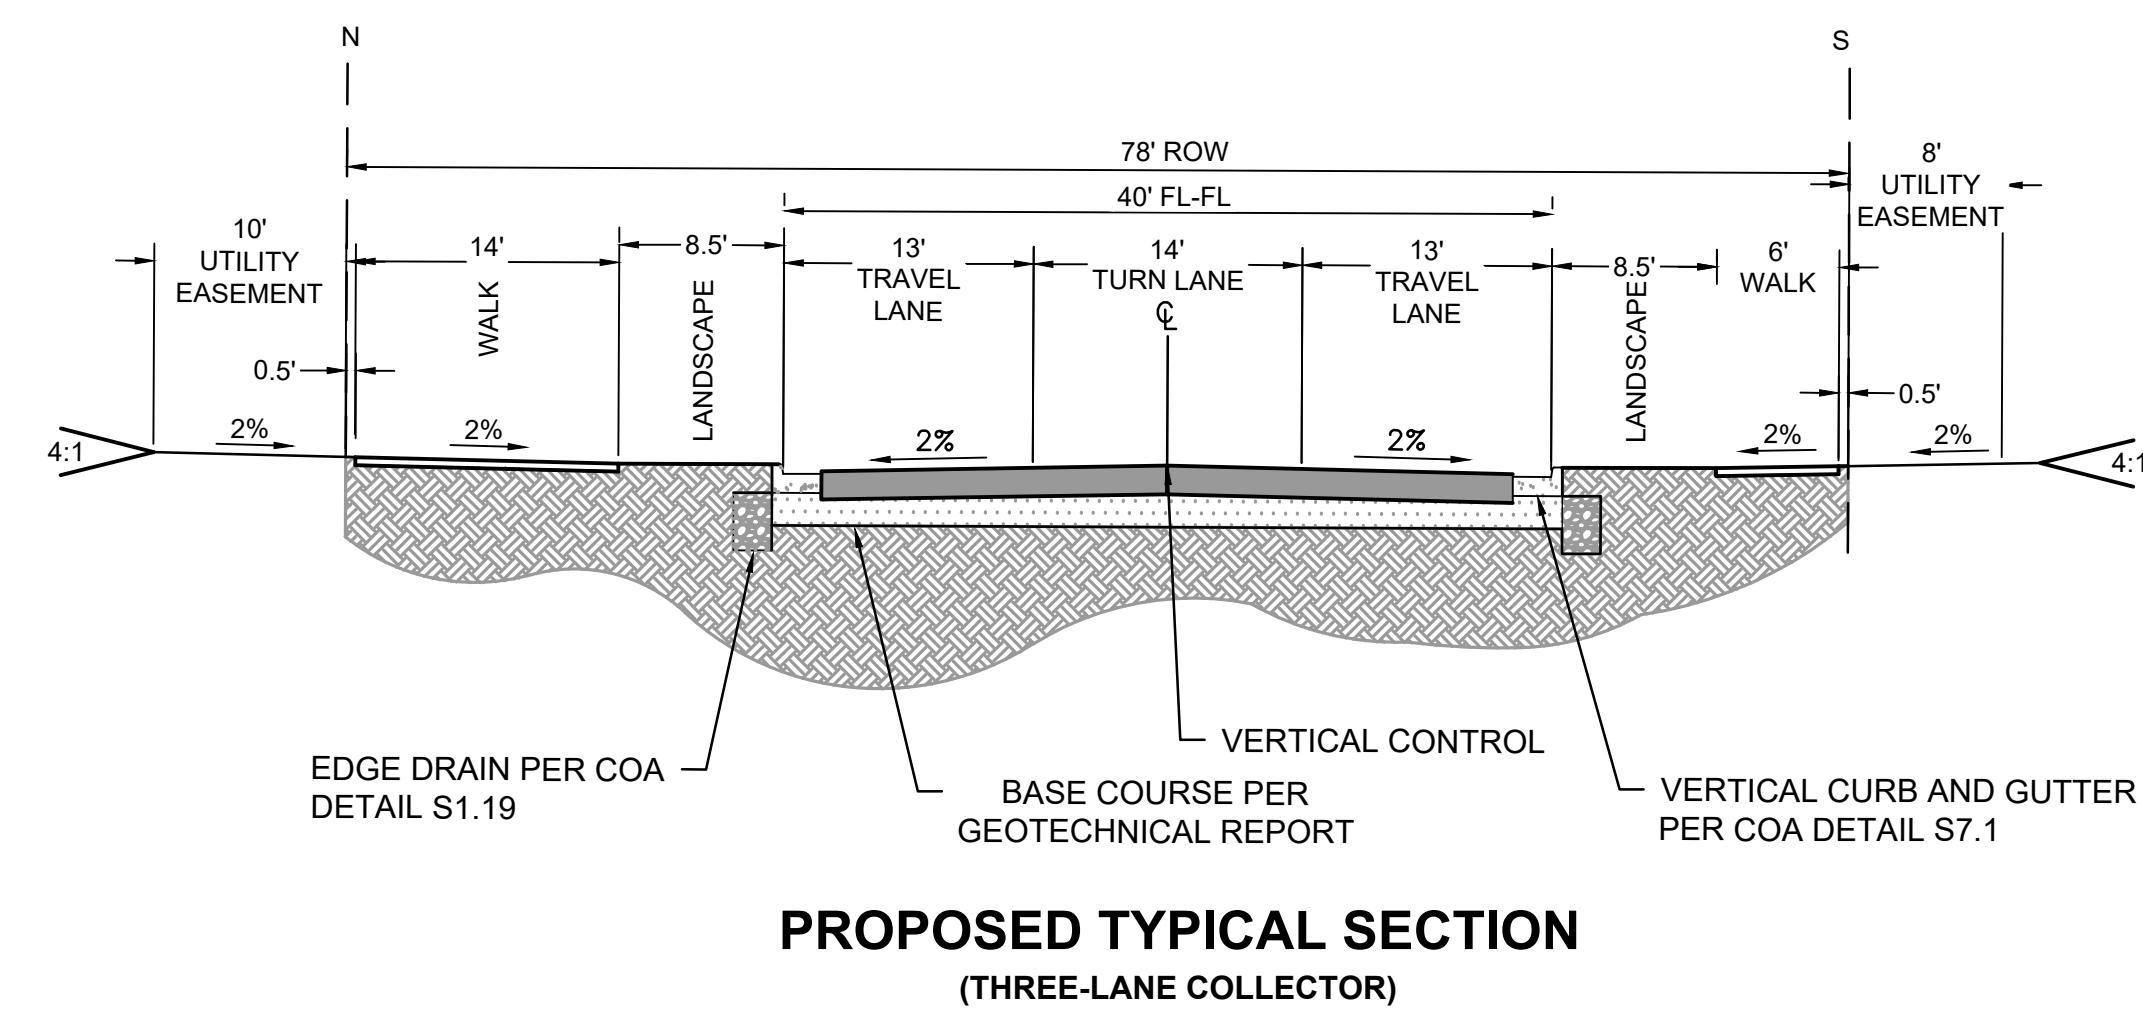 N
S
78' ROW
40' FL-FL
8'
UTILITY
EASEMENT
10'
UTILITY
EASEMENT
14'
WALK
8.5'
LANDSCAPE
13'
TRAVEL
LANE
14'
TURN LANE
℄
13'
TRAVEL
LANE
8.5'
LANDSCAPE
6'
WALK
0.5'
0.5'
4:1
2%
2%
2%
2%
2%
2%
4:1
VERTICAL CONTROL
EDGE DRAIN PER COA
DETAIL S1.19
BASE COURSE PER
GEOTECHNICAL REPORT
VERTICAL CURB AND GUTTER
PER COA DETAIL S7.1
PROPOSED TYPICAL SECTION
(THREE-LANE COLLECTOR)